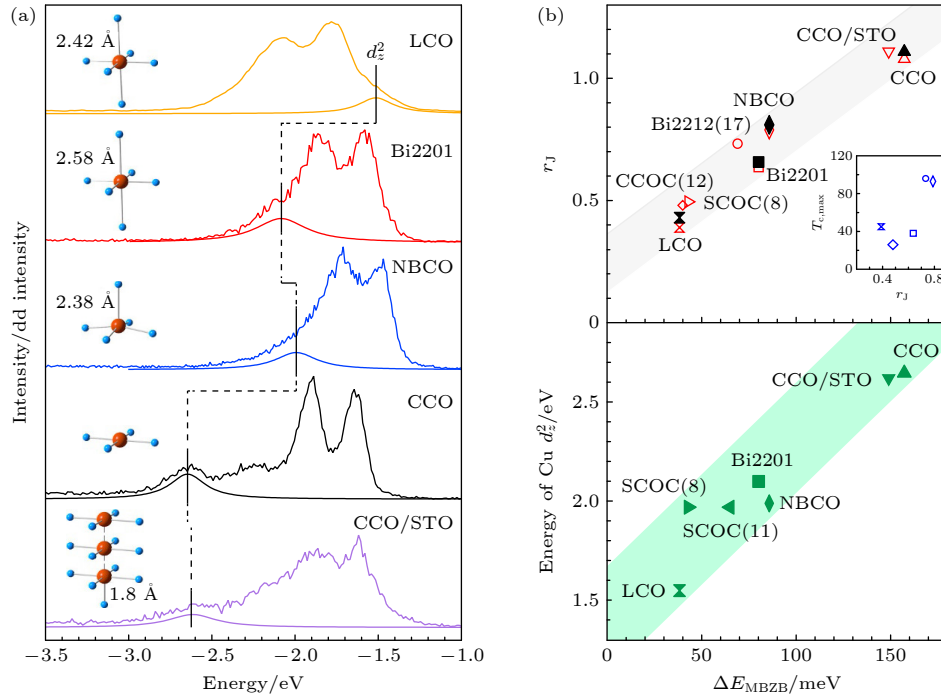 (a)
LCO
2.42 Å
d_z^2
Bi2201
2.58 Å
NBCO
2.38 Å
CCO
CCO/STO
1.8 Å
Intensity/dd intensity
−3.5 −3.0 −2.5 −2.0 −1.5 −1.0
Energy/eV
(b)
r_J
1.0
0.5
0
CCO/STO
CCO
NBCO
Bi2212(17)
Bi2201
CCOC(12)
SCOC(8)
LCO
T_c,max
120
80
40
0
0.4 0.8
r_J
Energy of Cu d_z^2/eV
2.5
2.0
1.5
CCO
CCO/STO
Bi2201
SCOC(8)
NBCO
SCOC(11)
LCO
0 50 100 150
ΔE_MBZB/meV